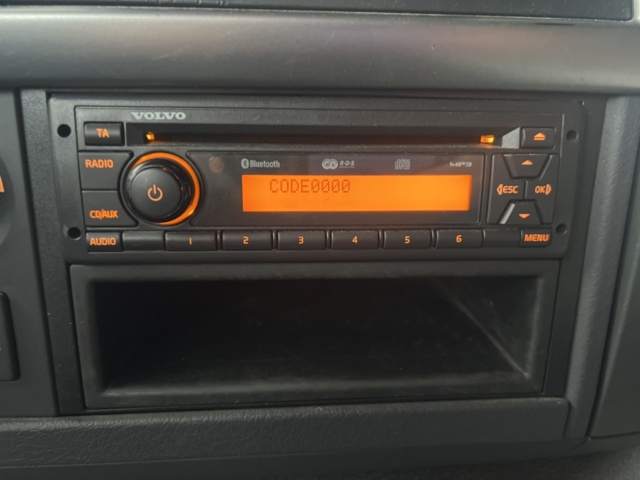 VOLVO
TA
RADIO
Bluetooth
R·D·S
CODE0000
ESC
OK
CD/AUX
AUDIO
1 2 3 4 5 6
MENU